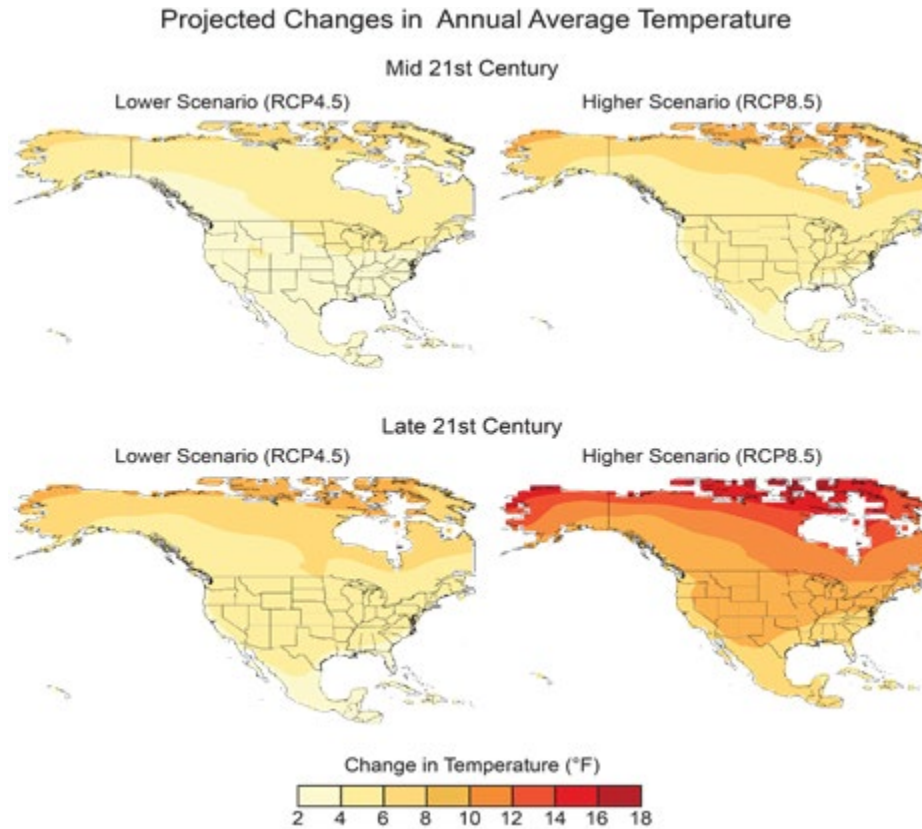 Projected Changes in Annual Average Temperature
Mid 21st Century
Lower Scenario (RCP4.5) Higher Scenario (RCP8.5)
Late 21st Century
Lower Scenario (RCP4.5) Higher Scenario (RCP8.5)
Change in Temperature (°F)
2 4 6 8 10 12 14 16 18